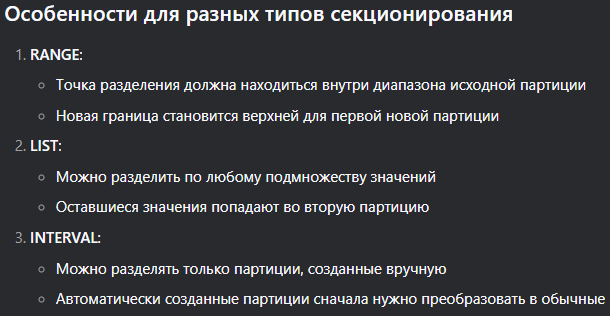 Особенности для разных типов секционирования
1. RANGE:
◦ Точка разделения должна находиться внутри диапазона исходной партиции
◦ Новая граница становится верхней для первой новой партиции
2. LIST:
◦ Можно разделить по любому подмножеству значений
◦ Оставшиеся значения попадают во вторую партицию
3. INTERVAL:
◦ Можно разделять только партиции, созданные вручную
◦ Автоматически созданные партиции сначала нужно преобразовать в обычные